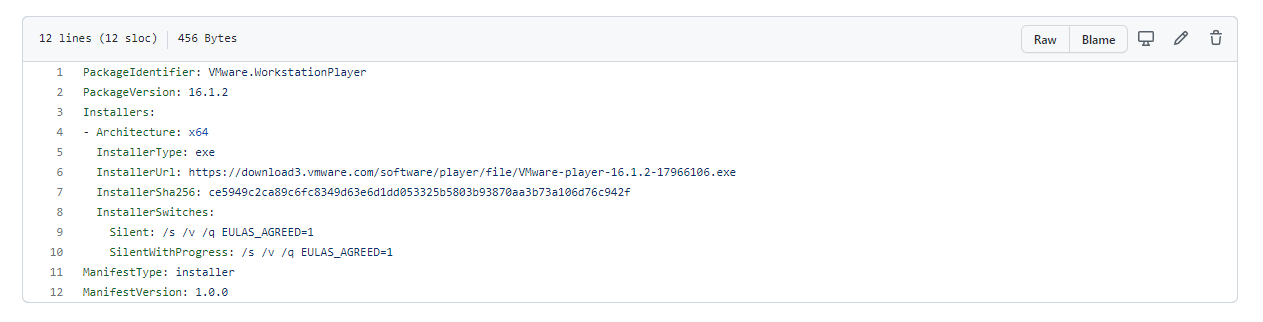 12 lines (12 sloc) 456 Bytes Raw Blame
1 PackageIdentifier: VMware.WorkstationPlayer
2 PackageVersion: 16.1.2
3 Installers:
4 - Architecture: x64
5 InstallerType: exe
6 InstallerUrl: https://download3.vmware.com/software/player/file/VMware-player-16.1.2-17966106.exe
7 InstallerSha256: ce5949c2ca89c6fc8349d63e6d1dd053325b5803b93870aa3b73a106d76c942f
8 InstallerSwitches:
9 Silent: /s /v /q EULAS_AGREED=1
10 SilentWithProgress: /s /v /q EULAS_AGREED=1
11 ManifestType: installer
12 ManifestVersion: 1.0.0